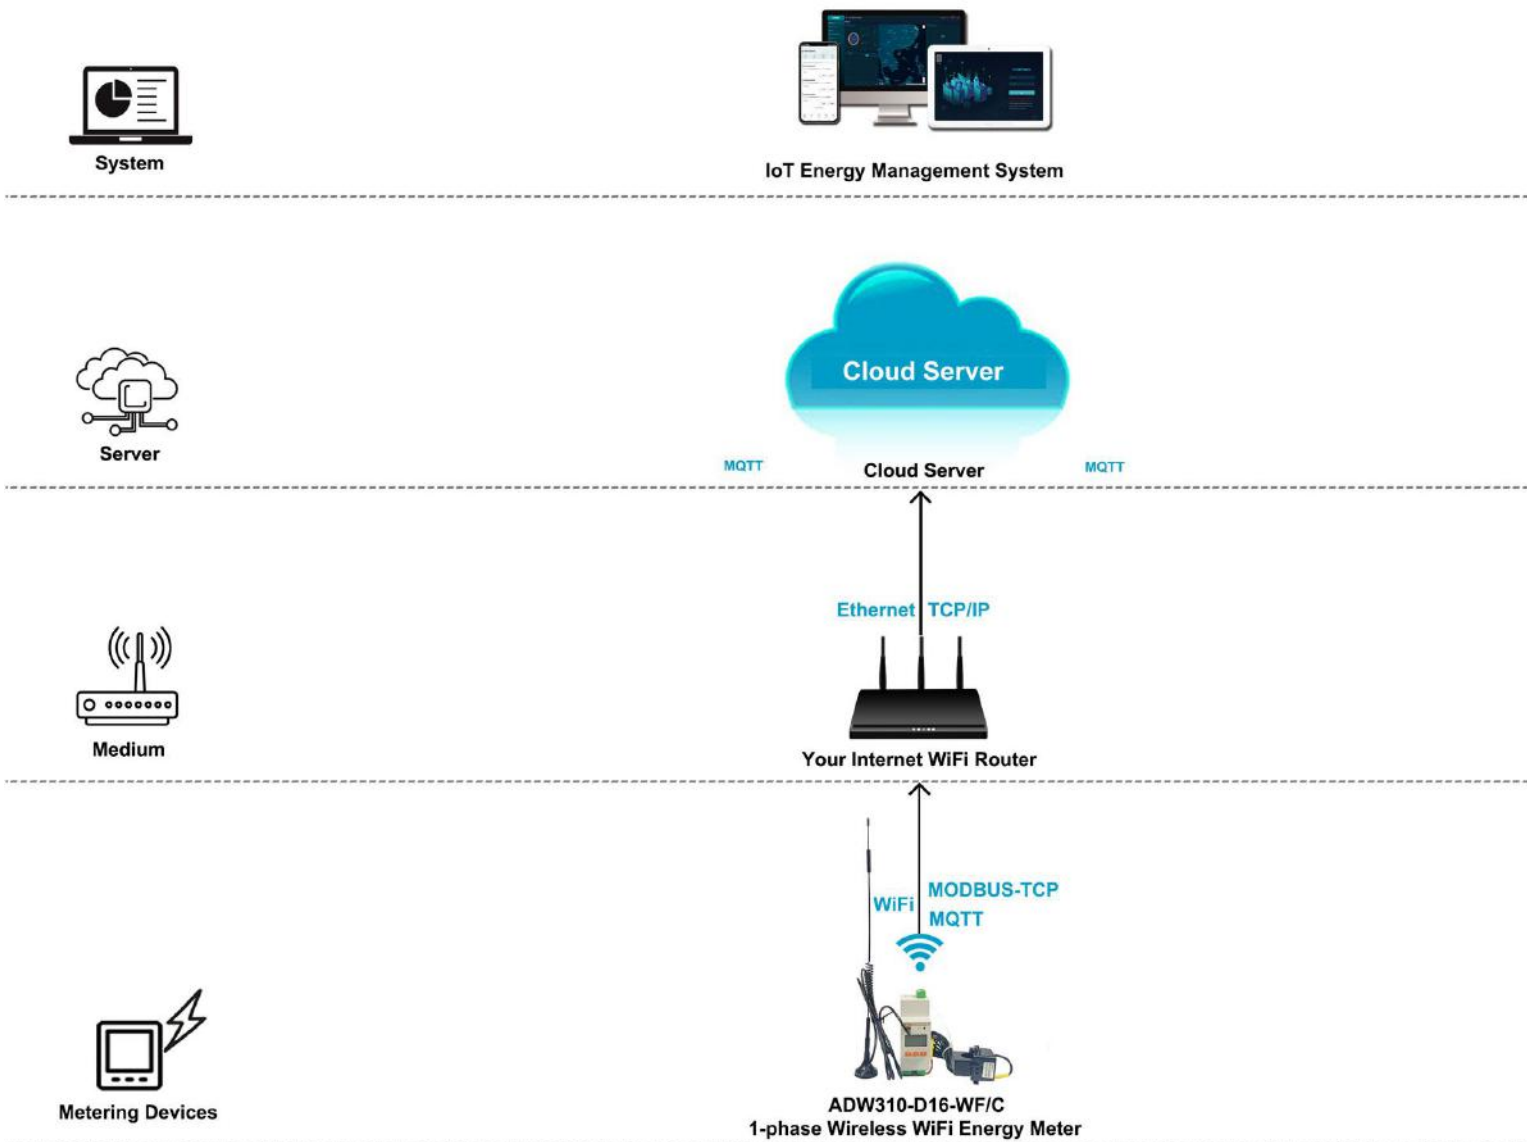 System
IoT Energy Management System
Cloud Server
Server
MQTT
Cloud Server
MQTT
Ethernet TCP/IP
Medium
Your Internet WiFi Router
WiFi
MODBUS-TCP
MQTT
Metering Devices
ADW310-D16-WF/C
1-phase Wireless WiFi Energy Meter